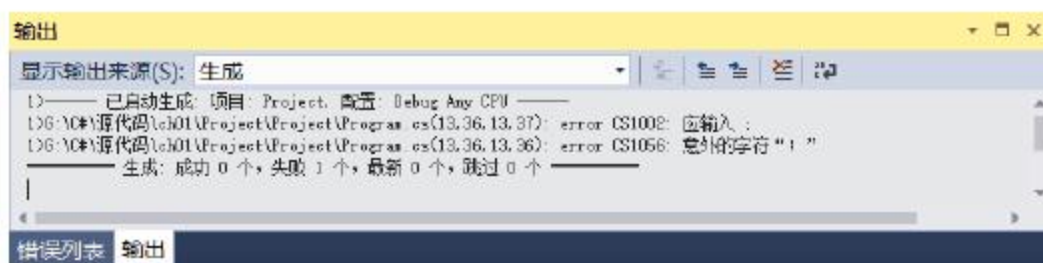 输出
显示输出来源(S): 生成
1>------ 已启动生成: 项目: Project, 配置: Debug Any CPU ------
1>G:\C#\源代码\ch01\Project\Project\Program.cs(13,36,13,37): error CS1002: 应输入 ;
1>G:\C#\源代码\ch01\Project\Project\Program.cs(13,36,13,36): error CS1056: 意外的字符“;”
========== 生成: 成功 0 个，失败 1 个，最新 0 个，跳过 0 个 ==========
错误列表 输出